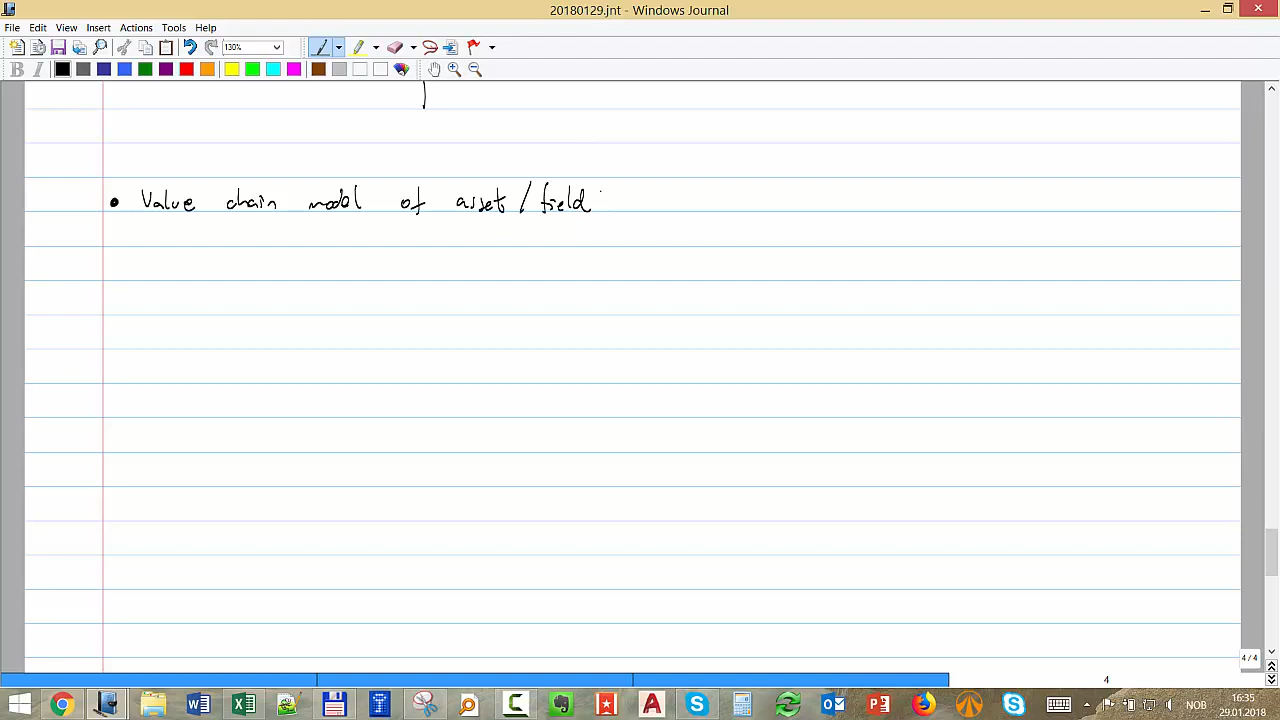 20180129.jnt - Windows Journal
File Edit View Insert Actions Tools Help
130%
B I
• Value chain model of asset / field
4/4
4
16:35
NOB
29.01.2018